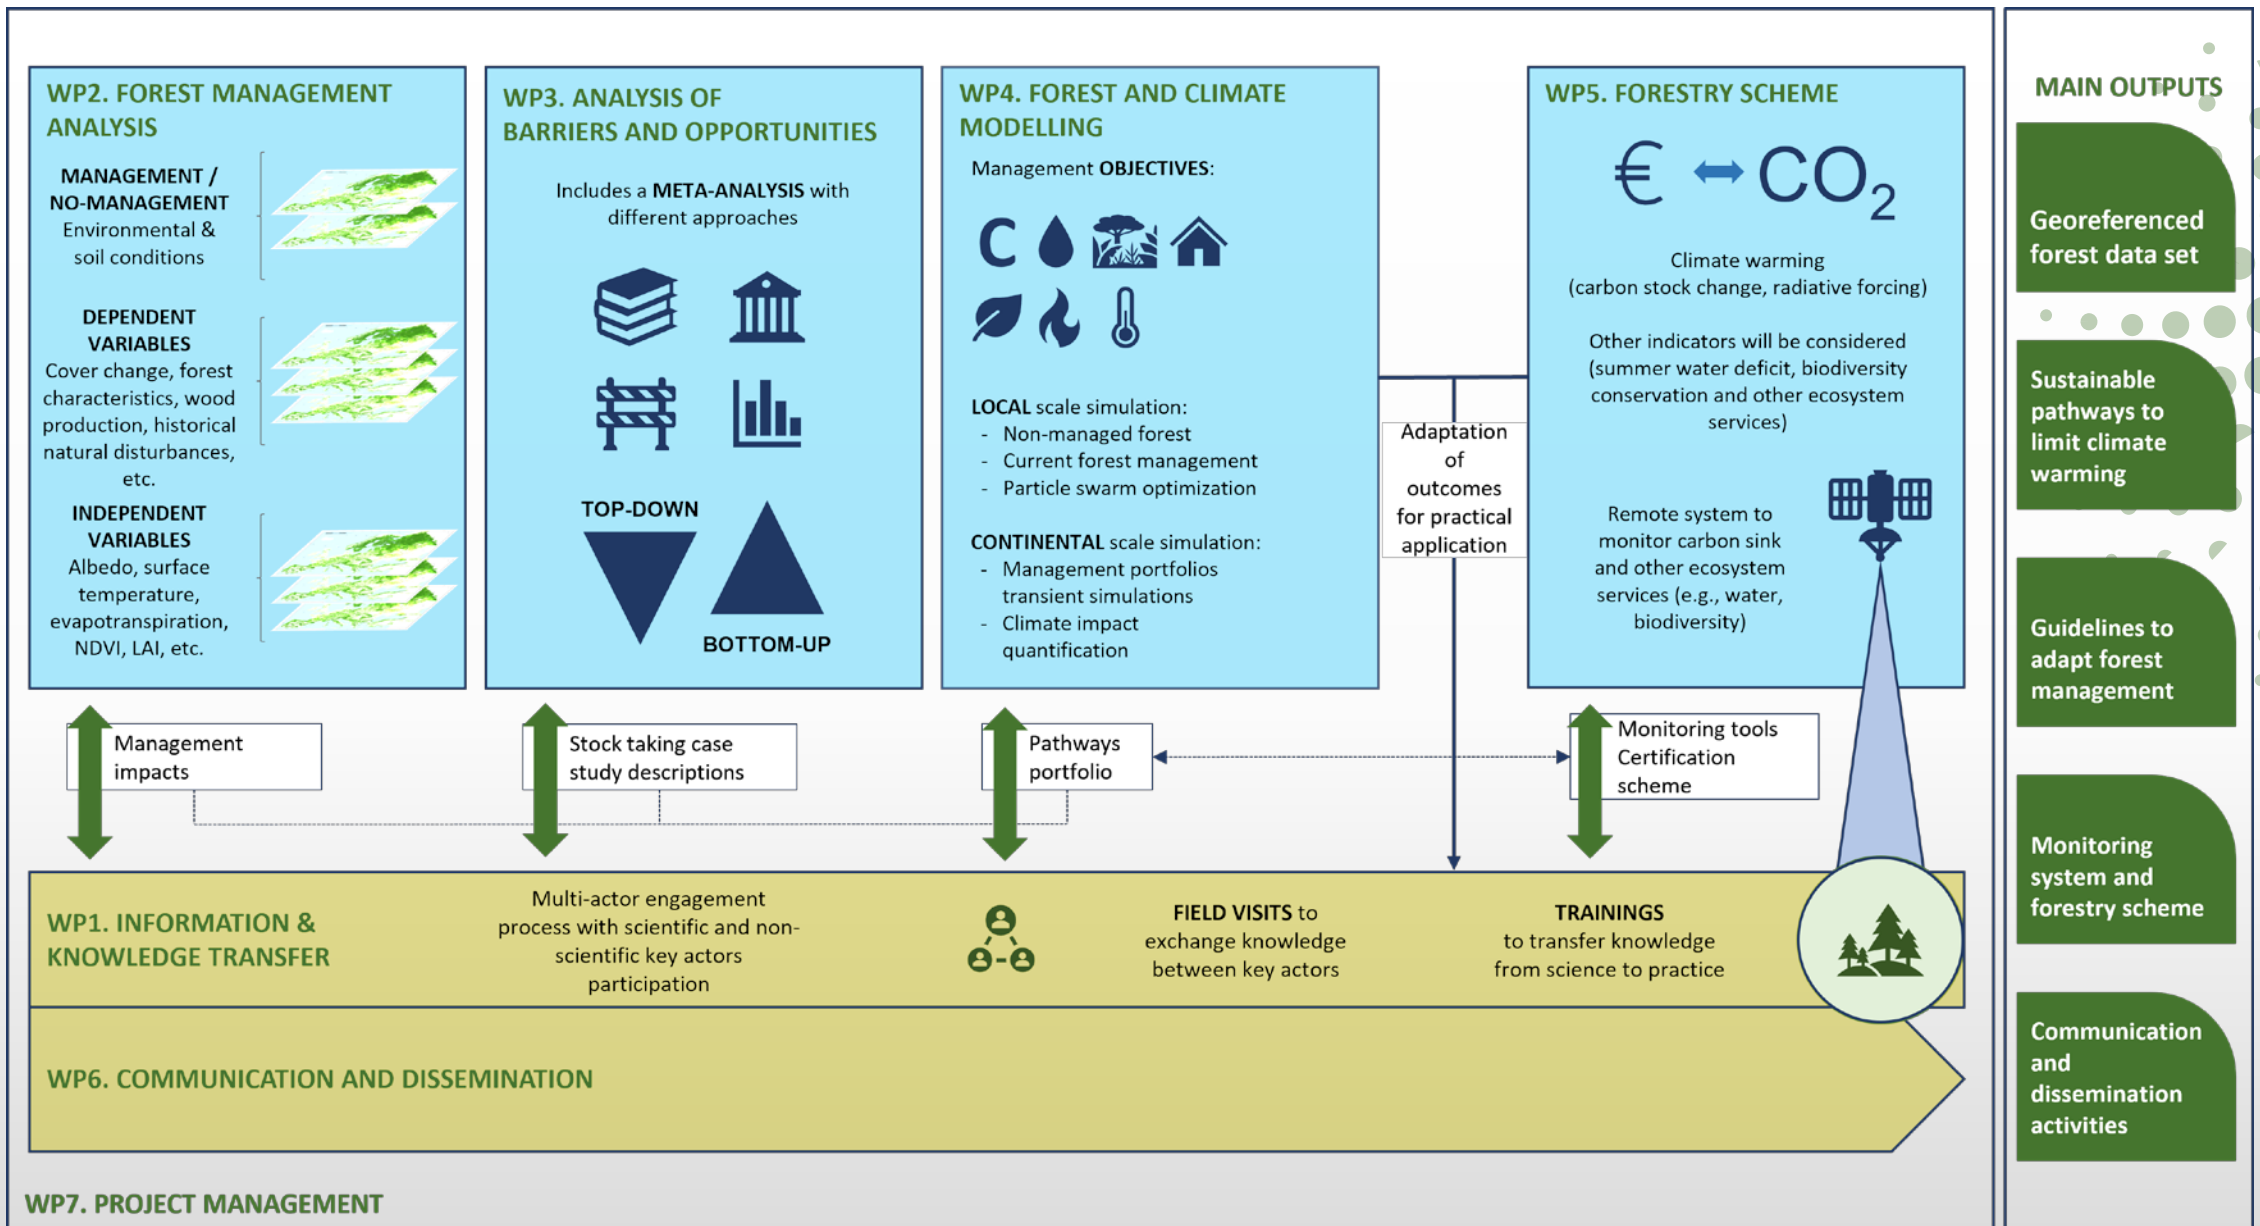 WP2. FOREST MANAGEMENT
ANALYSIS
MANAGEMENT /
NO-MANAGEMENT
Environmental &
soil conditions
DEPENDENT
VARIABLES
Cover change, forest
characteristics, wood
production, historical
natural disturbances,
etc.
INDEPENDENT
VARIABLES
Albedo, surface
temperature,
evapotranspiration,
NDVI, LAI, etc.
WP3. ANALYSIS OF
BARRIERS AND OPPORTUNITIES
Includes a META-ANALYSIS with
different approaches
TOP-DOWN
BOTTOM-UP
WP4. FOREST AND CLIMATE
MODELLING
Management OBJECTIVES:
C
LOCAL scale simulation:
- Non-managed forest
- Current forest management
- Particle swarm optimization
CONTINENTAL scale simulation:
- Management portfolios
transient simulations
- Climate impact
quantification
Adaptation
of
outcomes
for practical
application
WP5. FORESTRY SCHEME
€ CO2
Climate warming
(carbon stock change, radiative forcing)
Other indicators will be considered
(summer water deficit, biodiversity
conservation and other ecosystem
services)
Remote system to
monitor carbon sink
and other ecosystem
services (e.g., water,
biodiversity)
Management
impacts
Stock taking case
study descriptions
Pathways
portfolio
Monitoring tools
Certification
scheme
WP1. INFORMATION &
KNOWLEDGE TRANSFER
Multi-actor engagement
process with scientific and non-
scientific key actors
participation
FIELD VISITS to
exchange knowledge
between key actors
TRAININGS
to transfer knowledge
from science to practice
WP6. COMMUNICATION AND DISSEMINATION
WP7. PROJECT MANAGEMENT
MAIN OUTPUTS
Georeferenced
forest data set
Sustainable
pathways to
limit climate
warming
Guidelines to
adapt forest
management
Monitoring
system and
forestry scheme
Communication
and
dissemination
activities